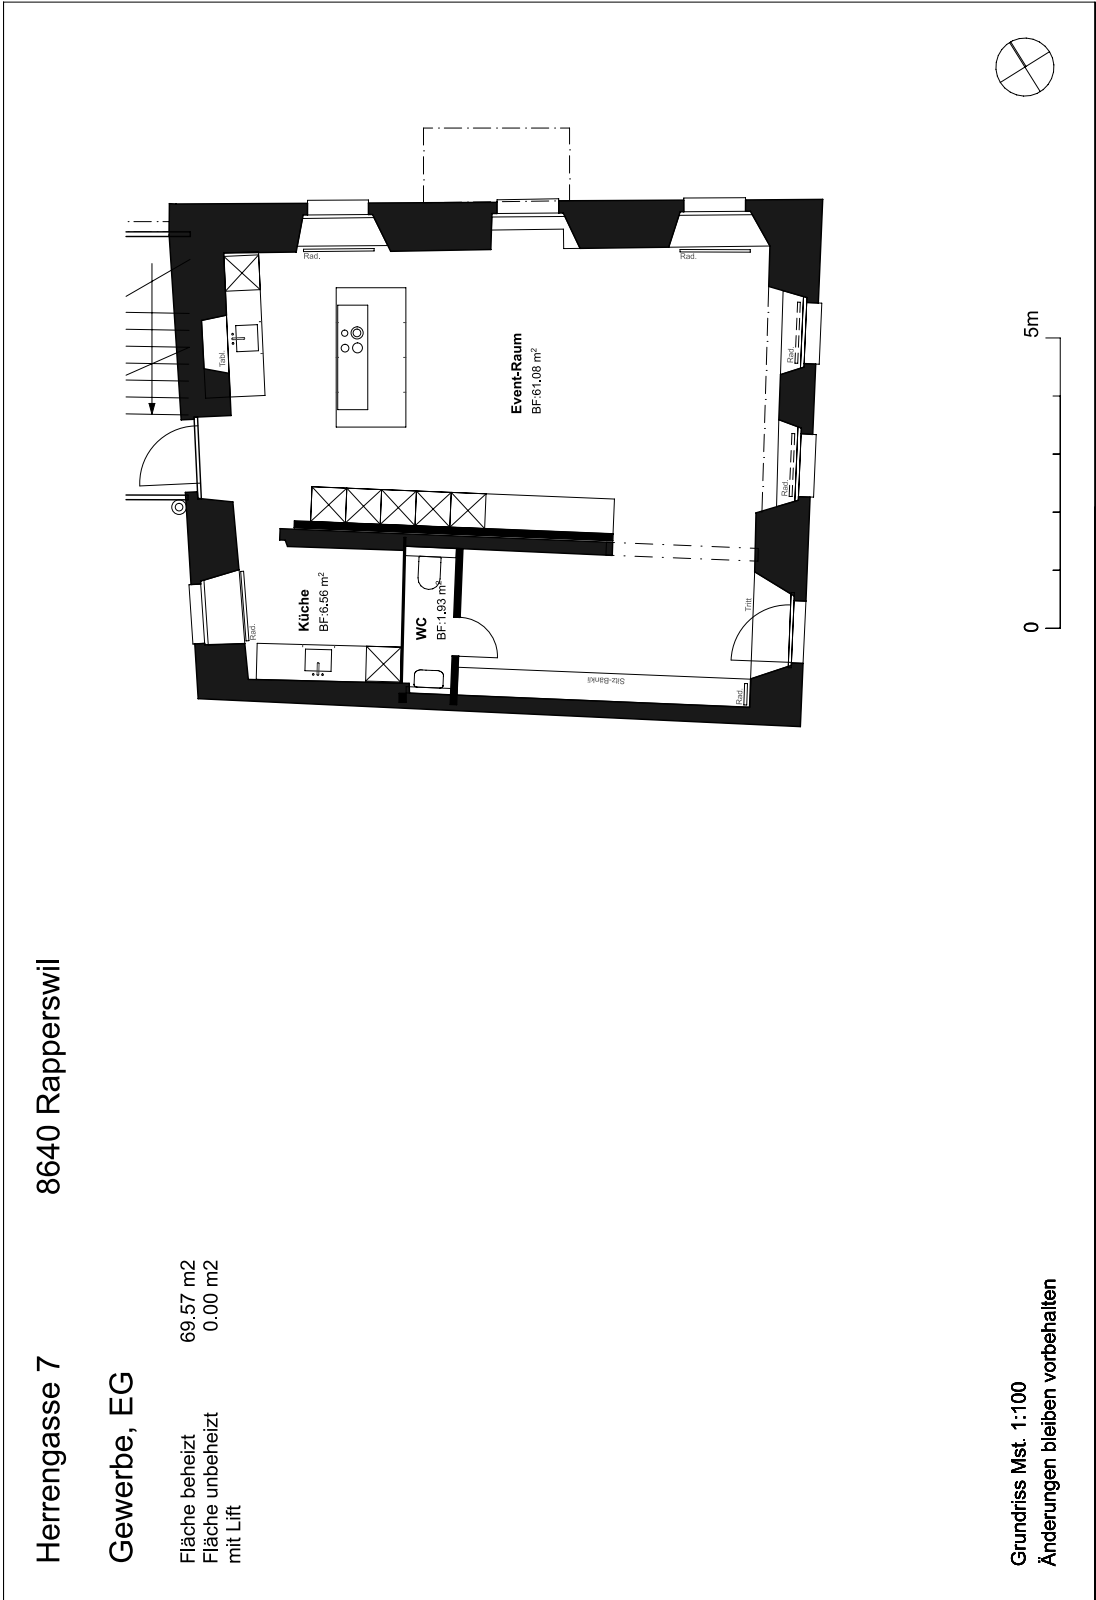 Herrengasse 7 8640 Rapperswil
Gewerbe, EG
Fläche beheizt 69.57 m2
Fläche unbeheizt 0.00 m2
mit Lift
Rad.
Tabl.
Küche
BF:6.56 m²
Rad.
Rad.
WC
BF:1.93 m²
Event-Raum
BF:61.08 m²
Sitz-Bänkli
Rad.
Tritt
Rad.
Rad.
Rad.
0 5m
Grundriss Mst. 1:100
Änderungen bleiben vorbehalten